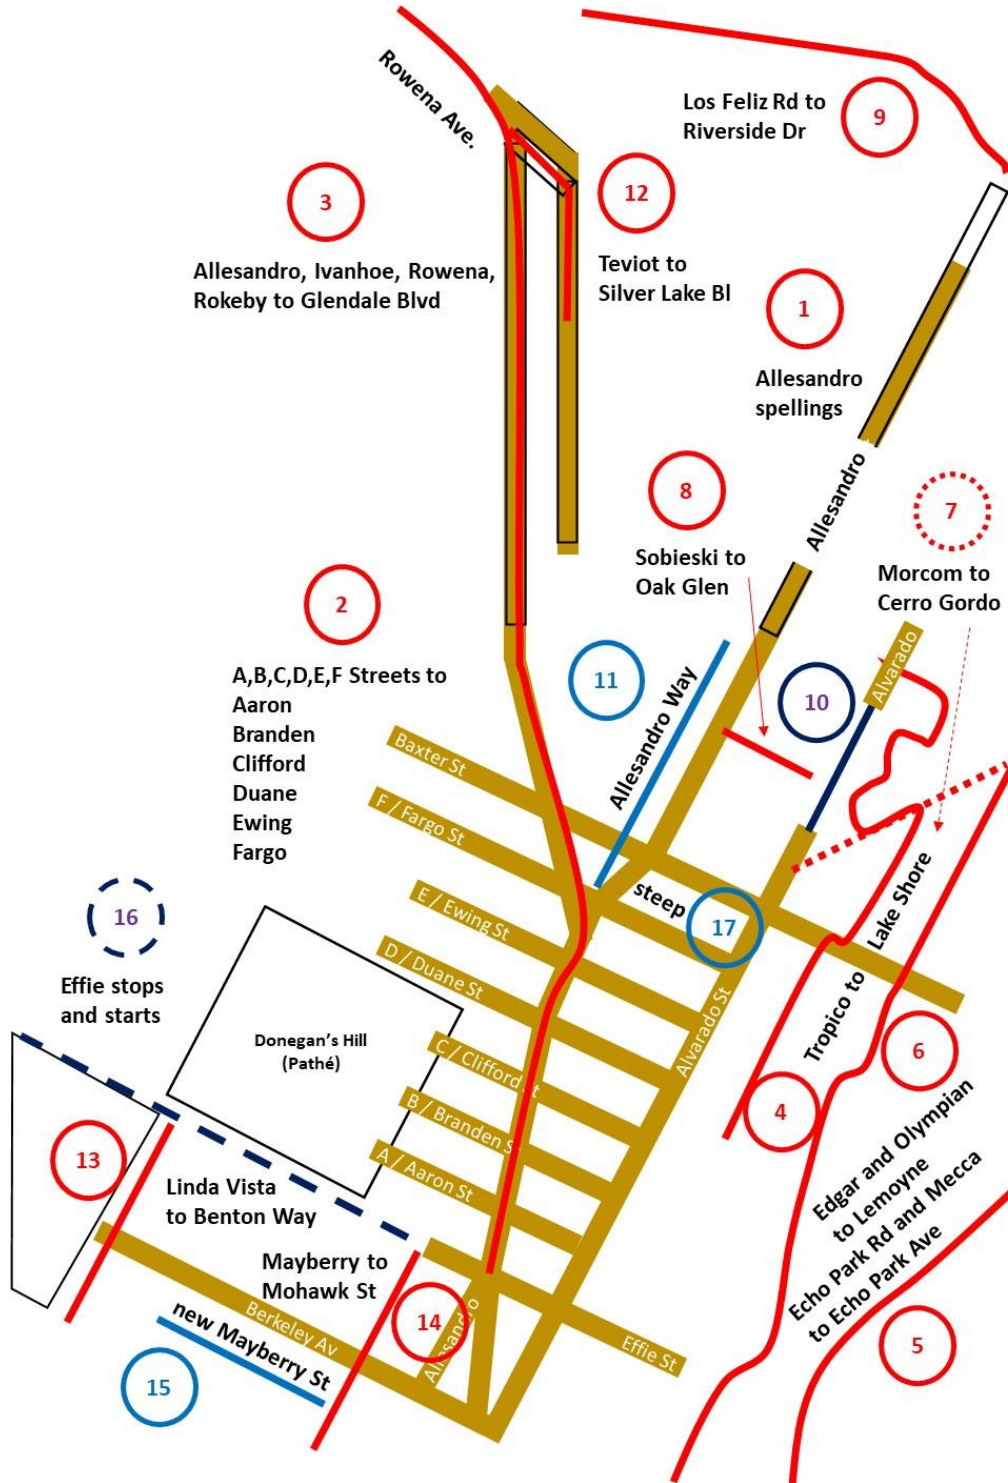 Rowena Ave.
Los Feliz Rd to
Riverside Dr
9
3
Allesandro, Ivanhoe, Rowena,
Rokeby to Glendale Blvd
12
Teviot to
Silver Lake Bl
1
Allesandro
spellings
Allesandro
8
Sobieski to
Oak Glen
7
Morcom to
Cerro Gordo
2
A,B,C,D,E,F Streets to
Aaron
Branden
Clifford
Duane
Ewing
Fargo
11
Allesandro Way
10
Alvarado
Baxter St
F / Fargo St
E / Ewing St
D / Duane St
C / Clifford St
B / Branden St
A / Aaron St
steep
17
Alvarado St
Tropico to
Lake Shore
16
Effie stops
and starts
Donegan's Hill
(Pathé)
4
6
13
Linda Vista
to Benton Way
Mayberry to
Mohawk St
14
Allesandro
Effie St
Edgar and Olympian
to Lemoyne
Echo Park Rd and Mecca
to Echo Park Ave
5
Berkeley Av
new Mayberry St
15